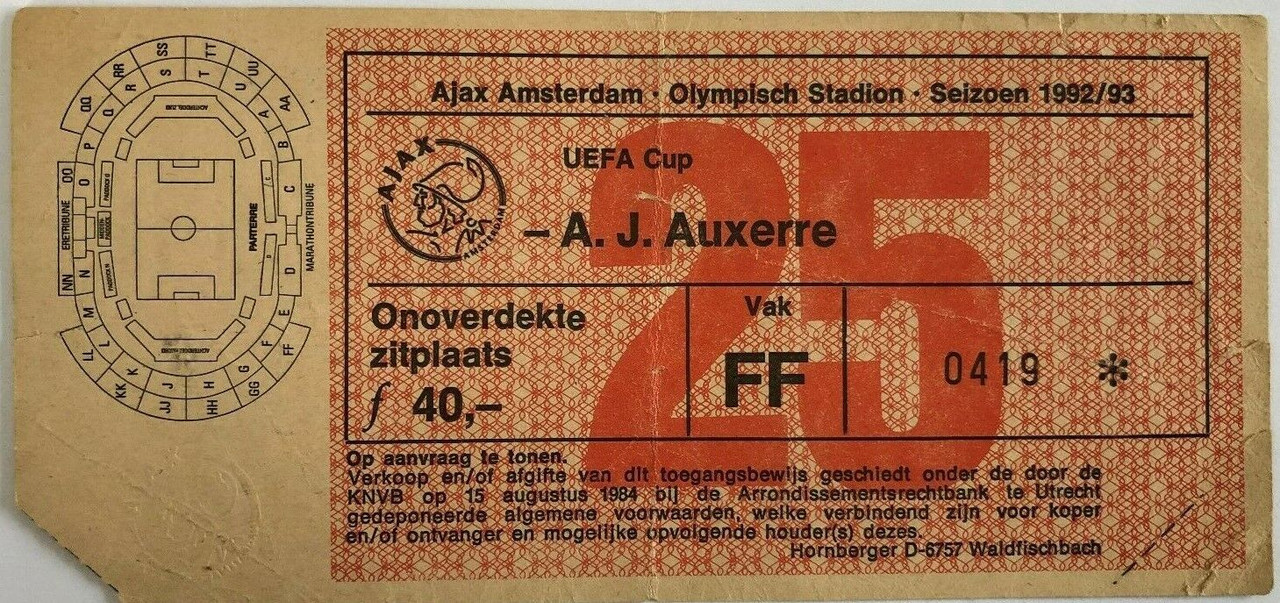 Ajax Amsterdam · Olympisch Stadion · Seizoen 1992/93
25
AJAX
AMSTERDAM
UEFA Cup
– A. J. Auxerre
Onoverdekte
zitplaats
ƒ 40,–
Vak
FF
0419 *
Op aanvraag te tonen.
Verkoop en/of afgifte van dit toegangsbewijs geschiedt onder de door de
KNVB op 15 augustus 1984 bij de Arrondissementsrechtbank te Utrecht
gedeponeerde algemene voorwaarden, welke verbindend zijn voor koper
en/of ontvanger en mogelijke opvolgende houder(s) dezes.
Hornberger D-6757 Waldfischbach
SS
TT
RR
UU
QQ
AA
S
T
R
U
Q
A
P
B
OO
O
C
ERETRIBUNE
PARTERRE
MARATHONTRIBUNE
NN
N
D
M
E
LL
L
F
FF
K
G
KK
J
H
GG
JJ
HH